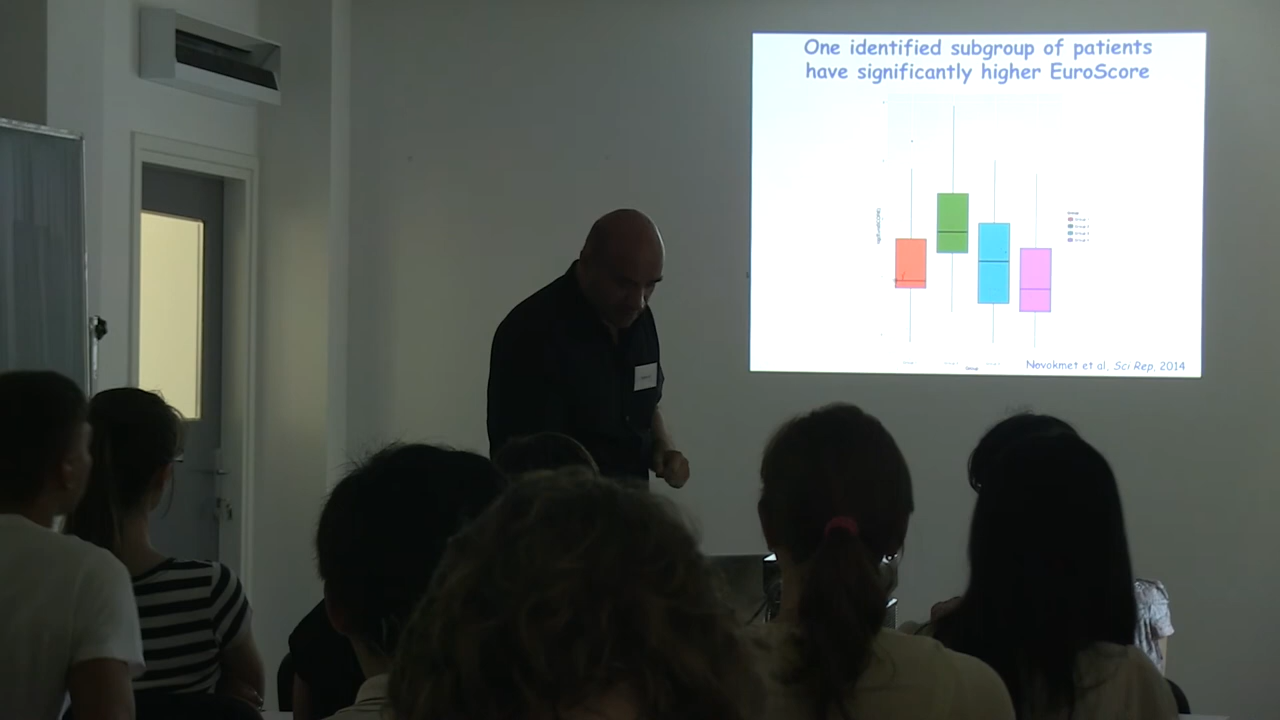 One identified subgroup of patients
have significantly higher EuroScore
Novokmet et al, Sci Rep, 2014